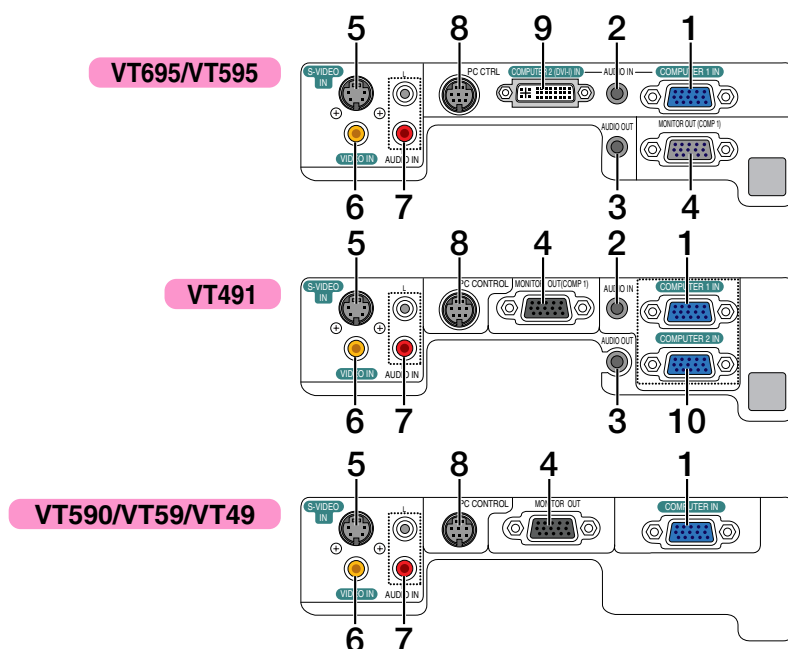 5 8 9 2 1
VT695/VT595
S-VIDEO IN L PC CTRL COMPUTER 2 (DVI-I) IN AUDIO IN COMPUTER 1 IN
AUDIO OUT MONITOR OUT (COMP 1)
VIDEO IN AUDIO IN
6 7 3 4
5 8 4 2 1
VT491
S-VIDEO IN L PC CONTROL MONITOR OUT(COMP 1) AUDIO IN COMPUTER 1 IN
AUDIO OUT COMPUTER 2 IN
VIDEO IN AUDIO IN
6 7 3 10
5 8 4 1
VT590/VT59/VT49
S-VIDEO IN L PC CONTROL MONITOR OUT COMPUTER IN
VIDEO IN AUDIO IN
6 7